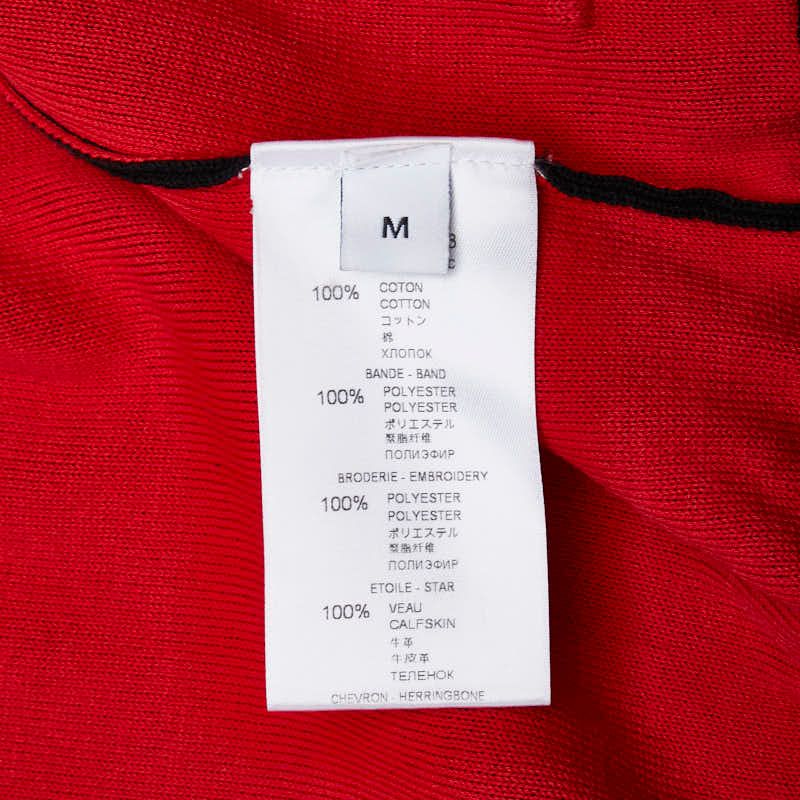 M
100% COTON
COTTON
コットン
棉
ХЛОПОК
BANDE - BAND
100% POLYESTER
POLYESTER
ポリエステル
聚脂纤维
ПОЛИЭФИР
BRODERIE - EMBROIDERY
100% POLYESTER
POLYESTER
ポリエステル
聚脂纤维
ПОЛИЭФИР
ETOILE - STAR
100% VEAU
CALFSKIN
牛革
牛皮革
ТЕЛЕНОК
CHEVRON - HERRINGBONE